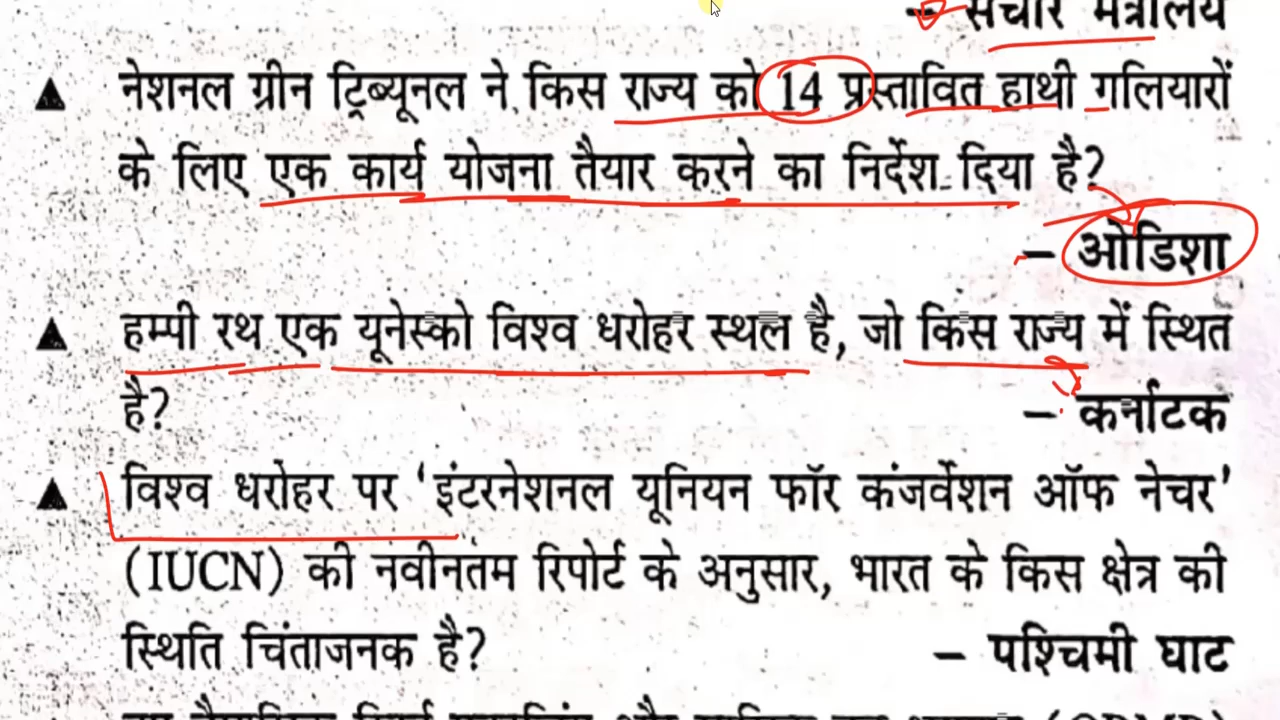 – संचार मंत्रालय
▲ नेशनल ग्रीन ट्रिब्यूनल ने किस राज्य को 14 प्रस्तावित हाथी गलियारों
के लिए एक कार्य योजना तैयार करने का निर्देश दिया है?
– ओडिशा
▲ हम्पी रथ एक यूनेस्को विश्व धरोहर स्थल है, जो किस राज्य में स्थित
है? – कर्नाटक
▲ विश्व धरोहर पर ‘इंटरनेशनल यूनियन फॉर कंजर्वेशन ऑफ नेचर’
(IUCN) की नवीनतम रिपोर्ट के अनुसार, भारत के किस क्षेत्र की
स्थिति चिंताजनक है? – पश्चिमी घाट